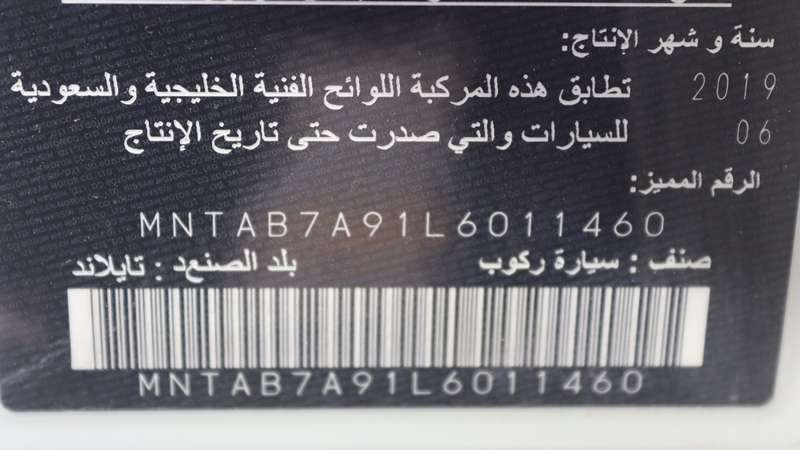 سنة و شهر الإنتاج:
2019 تطابق هذه المركبة اللوائح الفنية الخليجية والسعودية
06 للسيارات والتي صدرت حتى تاريخ الإنتاج
الرقم المميز:
MNTAB7A91L6011460
صنف : سيارة ركوب بلد الصنعد : تايلاند
MNTAB7A91L6011460